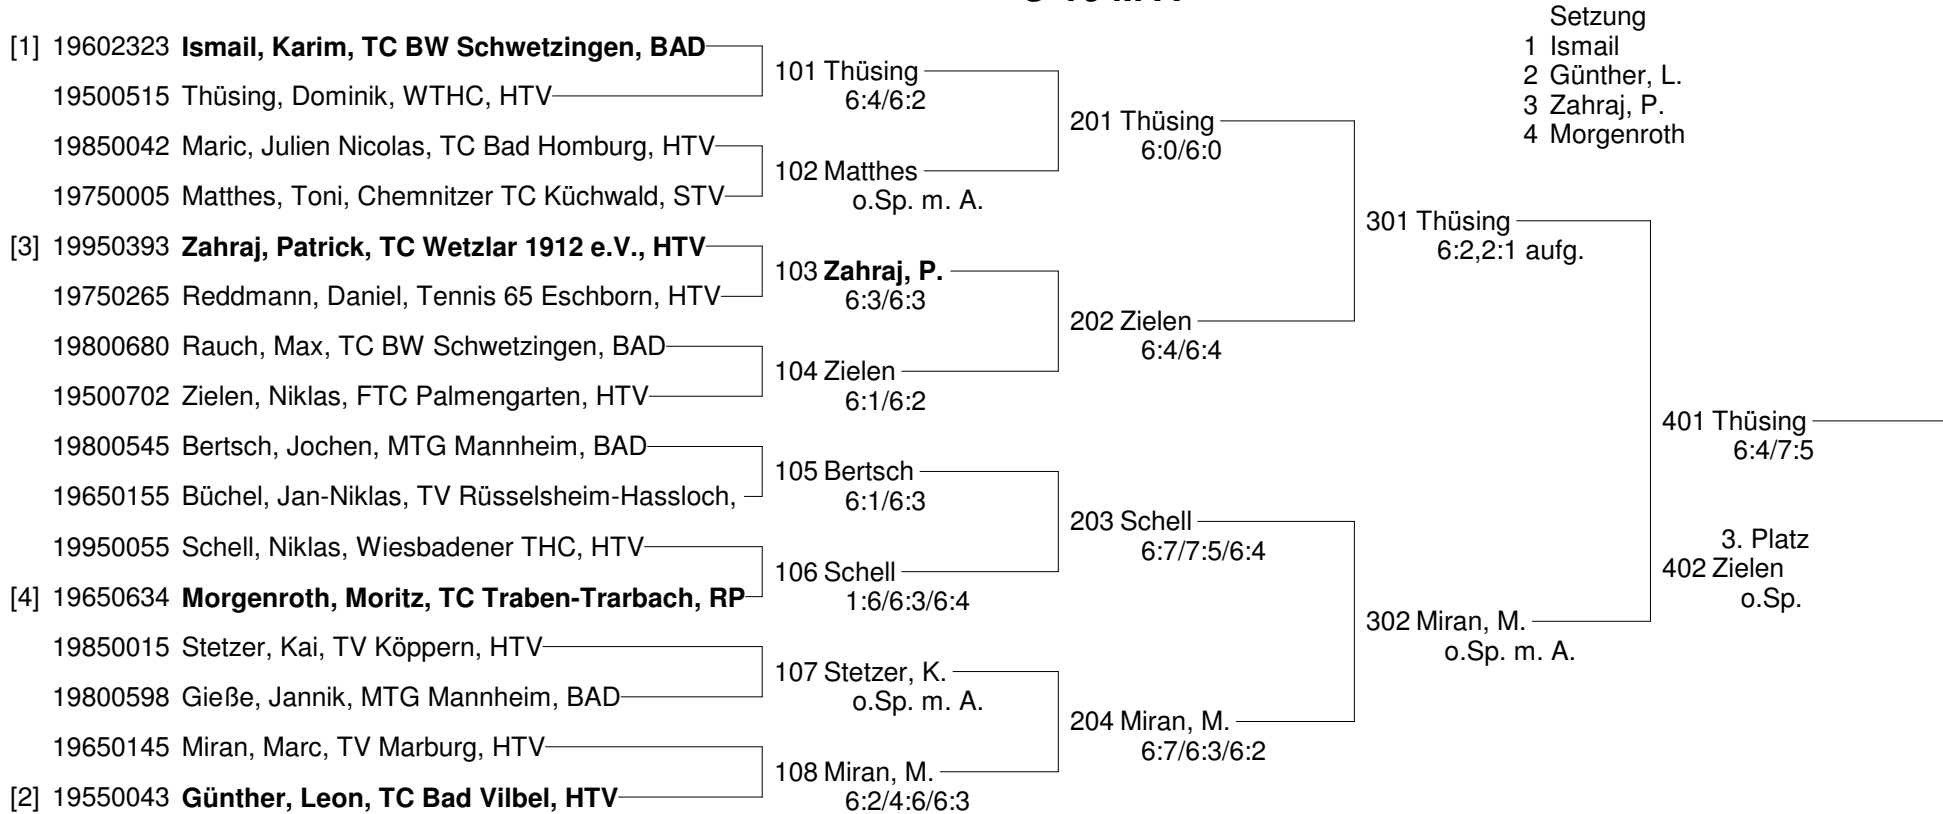 Setzung
1 Ismail
2 Günther, L.
3 Zahraj, P.
4 Morgenroth
[1] 19602323 Ismail, Karim, TC BW Schwetzingen, BAD
19500515 Thüsing, Dominik, WTHC, HTV
19850042 Maric, Julien Nicolas, TC Bad Homburg, HTV
19750005 Matthes, Toni, Chemnitzer TC Küchwald, STV
[3] 19950393 Zahraj, Patrick, TC Wetzlar 1912 e.V., HTV
19750265 Reddmann, Daniel, Tennis 65 Eschborn, HTV
19800680 Rauch, Max, TC BW Schwetzingen, BAD
19500702 Zielen, Niklas, FTC Palmengarten, HTV
19800545 Bertsch, Jochen, MTG Mannheim, BAD
19650155 Büchel, Jan-Niklas, TV Rüsselsheim-Hassloch,
19950055 Schell, Niklas, Wiesbadener THC, HTV
[4] 19650634 Morgenroth, Moritz, TC Traben-Trarbach, RP
19850015 Stetzer, Kai, TV Köppern, HTV
19800598 Gieße, Jannik, MTG Mannheim, BAD
19650145 Miran, Marc, TV Marburg, HTV
[2] 19550043 Günther, Leon, TC Bad Vilbel, HTV
101 Thüsing
6:4/6:2
102 Matthes
o.Sp. m. A.
103 Zahraj, P.
6:3/6:3
104 Zielen
6:1/6:2
105 Bertsch
6:1/6:3
106 Schell
1:6/6:3/6:4
107 Stetzer, K.
o.Sp. m. A.
108 Miran, M.
6:2/4:6/6:3
201 Thüsing
6:0/6:0
202 Zielen
6:4/6:4
203 Schell
6:7/7:5/6:4
204 Miran, M.
6:7/6:3/6:2
301 Thüsing
6:2,2:1 aufg.
302 Miran, M.
o.Sp. m. A.
401 Thüsing
6:4/7:5
3. Platz
402 Zielen
o.Sp.